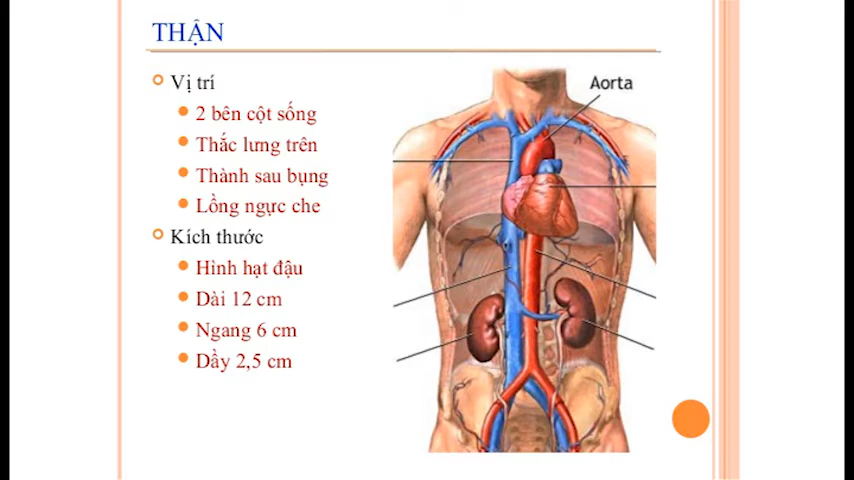 THẬN
Vị trí
2 bên cột sống
Thắc lưng trên
Thành sau bụng
Lồng ngực che
Kích thước
Hình hạt đậu
Dài 12 cm
Ngang 6 cm
Dầy 2,5 cm
Aorta